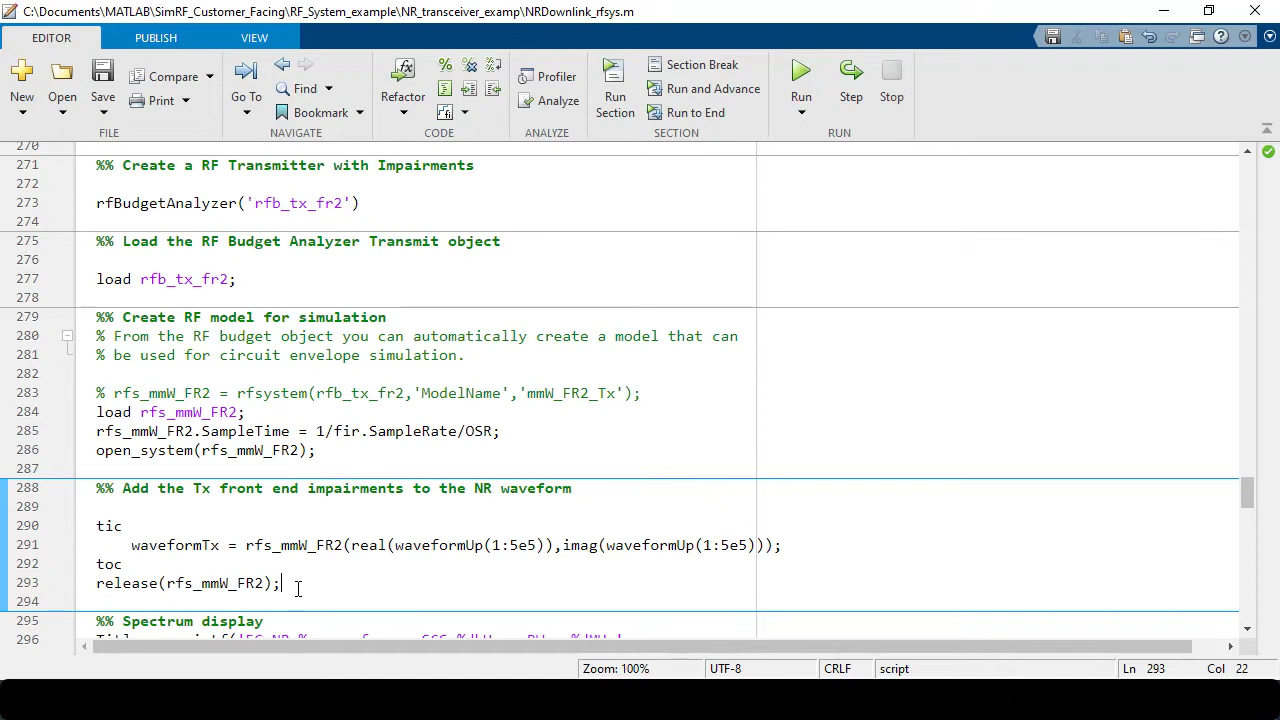 C:\Documents\MATLAB\SimRF_Customer_Facing\RF_System_example\NR_transceiver_examp\NRDownlink_rfsys.m
EDITOR PUBLISH VIEW
New Open Save Compare Print
Go To Find Bookmark
Refactor
Profiler Analyze
Run Section Section Break Run and Advance Run to End
Run Step Stop
FILE NAVIGATE CODE ANALYZE SECTION RUN
270
271 %% Create a RF Transmitter with Impairments
272
273 rfBudgetAnalyzer('rfb_tx_fr2')
274
275 %% Load the RF Budget Analyzer Transmit object
276
277 load rfb_tx_fr2;
278
279 %% Create RF model for simulation
280 % From the RF budget object you can automatically create a model that can
281 % be used for circuit envelope simulation.
282
283 % rfs_mmW_FR2 = rfsystem(rfb_tx_fr2,'ModelName','mmW_FR2_Tx');
284 load rfs_mmW_FR2;
285 rfs_mmW_FR2.SampleTime = 1/fir.SampleRate/OSR;
286 open_system(rfs_mmW_FR2);
287
288 %% Add the Tx front end impairments to the NR waveform
289
290 tic
291 waveformTx = rfs_mmW_FR2(real(waveformUp(1:5e5)),imag(waveformUp(1:5e5)));
292 toc
293 release(rfs_mmW_FR2);
294
295 %% Spectrum display
296
Zoom: 100% UTF-8 CRLF script Ln 293 Col 22